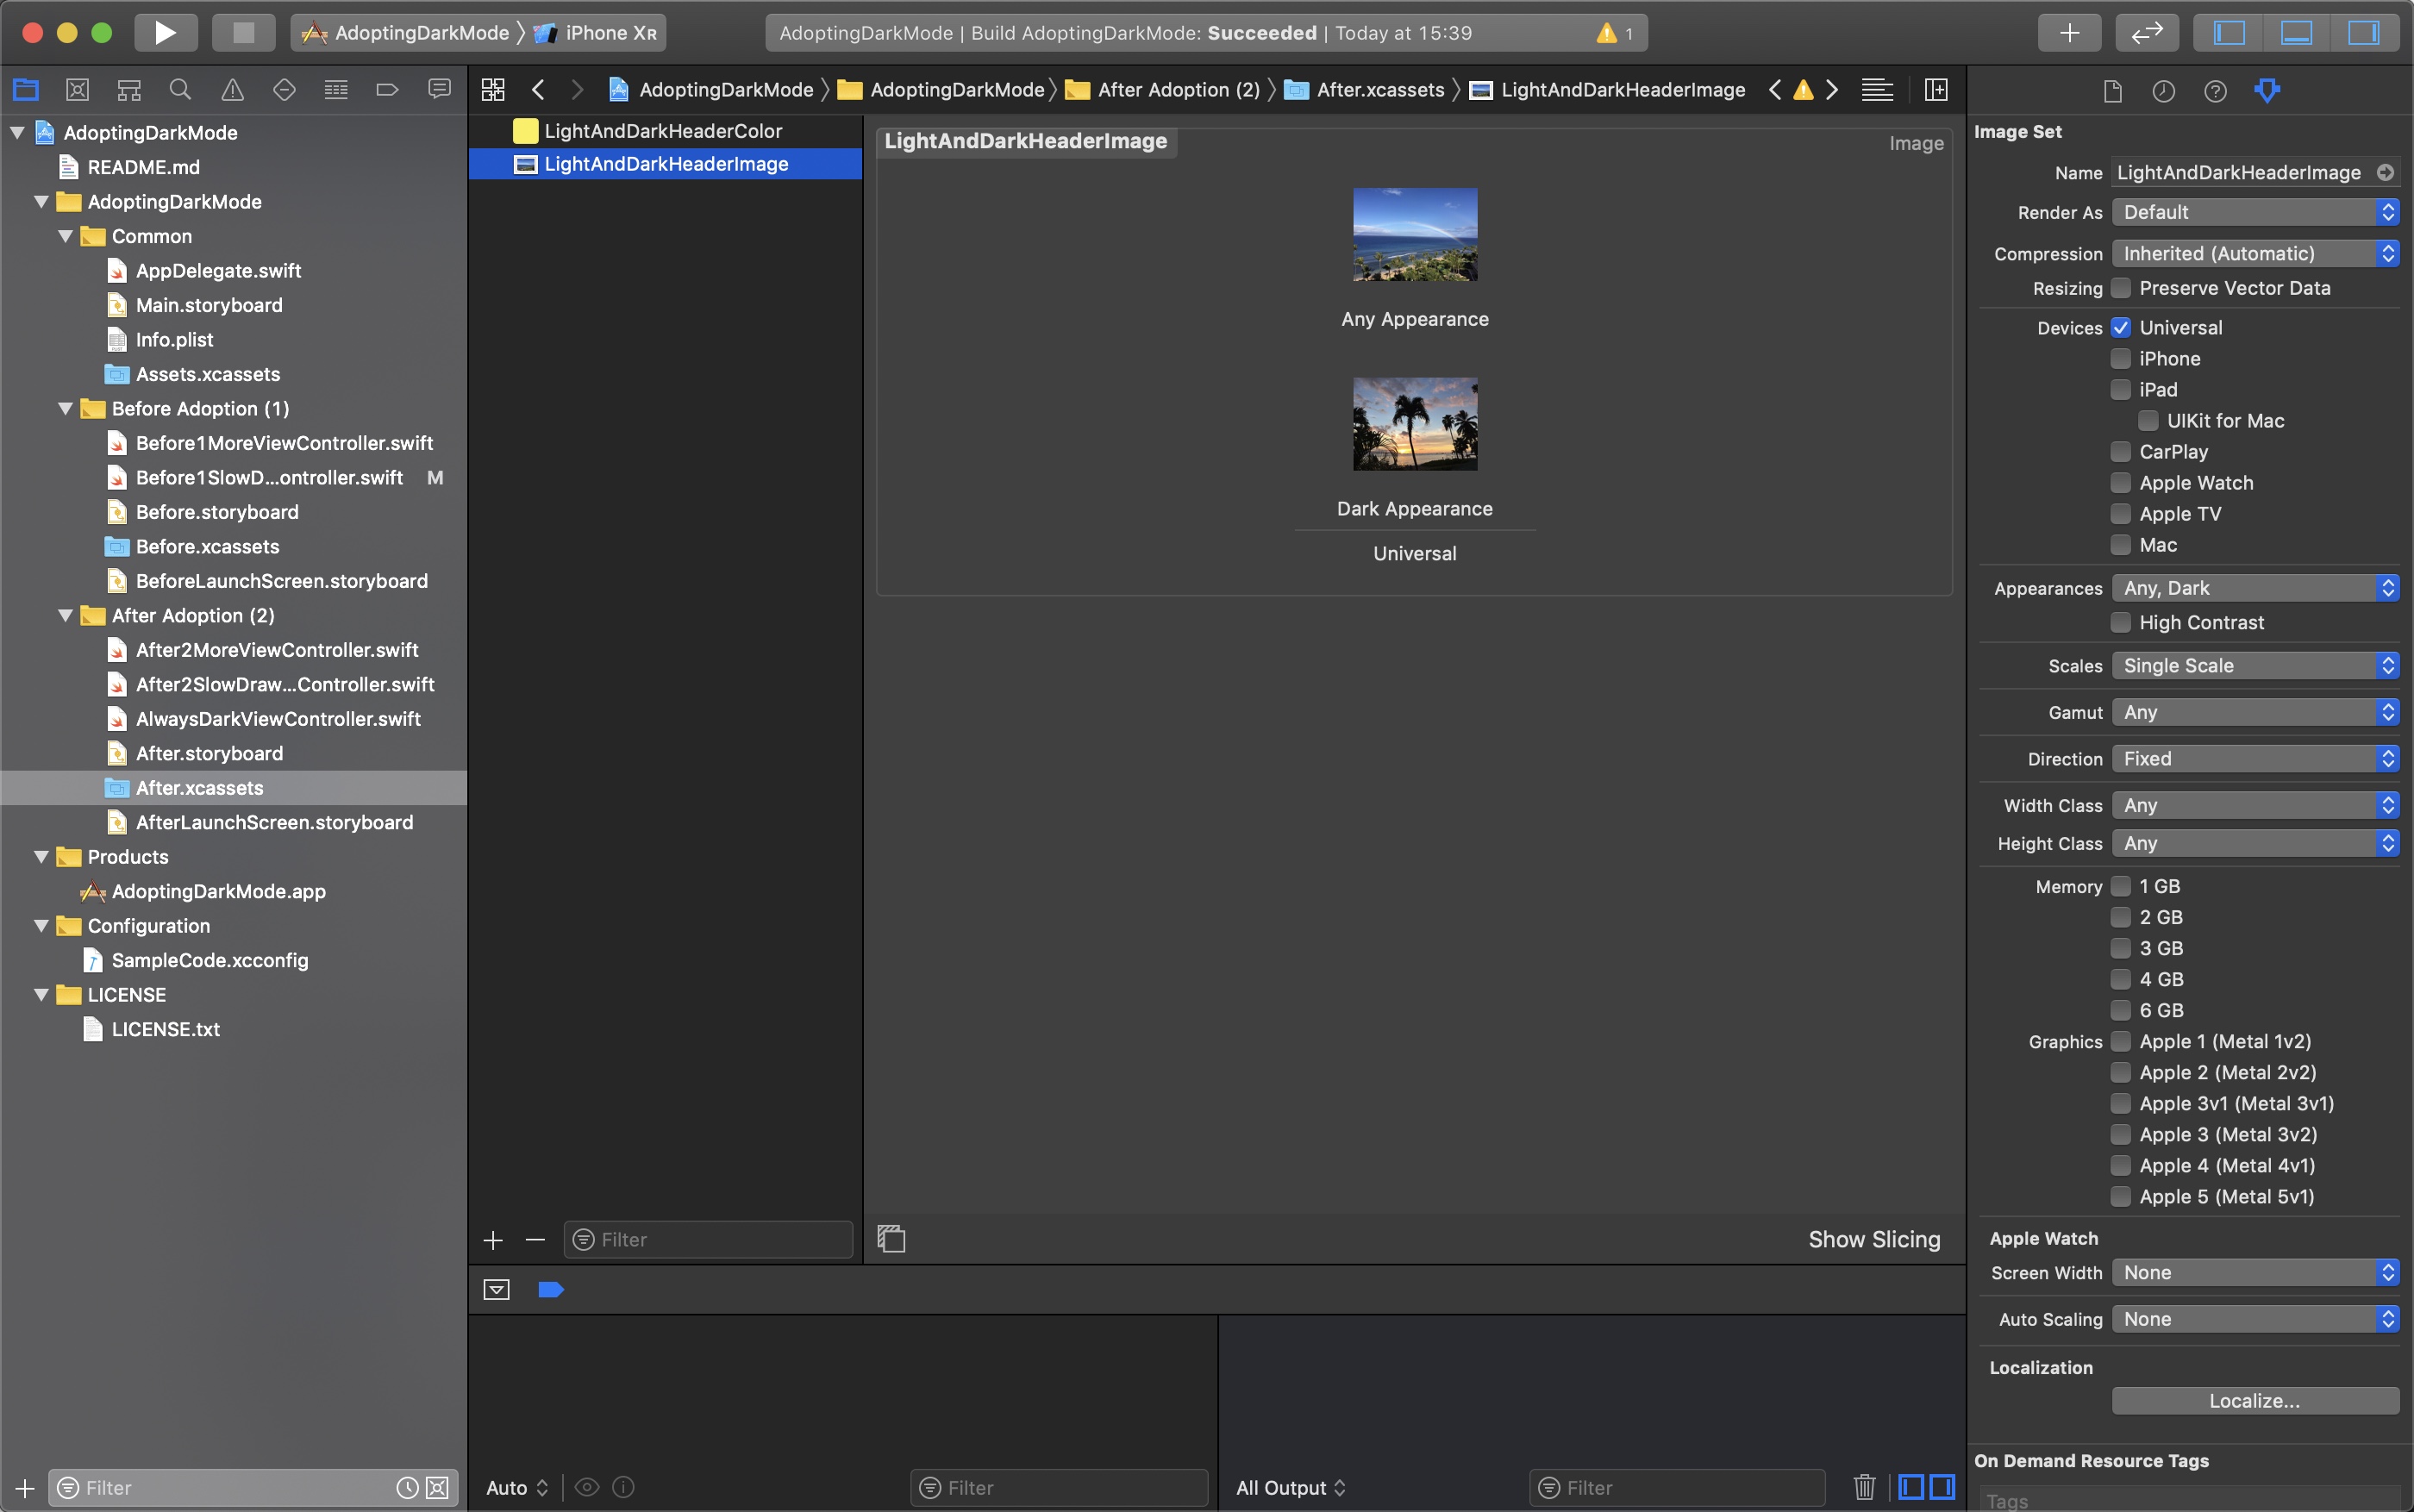 AdoptingDarkMode 〉 iPhone XR
AdoptingDarkMode | Build AdoptingDarkMode: Succeeded | Today at 15:39
1
AdoptingDarkMode
README.md
AdoptingDarkMode
Common
AppDelegate.swift
Main.storyboard
Info.plist
Assets.xcassets
Before Adoption (1)
Before1MoreViewController.swift
Before1SlowD...ontroller.swift M
Before.storyboard
Before.xcassets
BeforeLaunchScreen.storyboard
After Adoption (2)
After2MoreViewController.swift
After2SlowDraw...Controller.swift
AlwaysDarkViewController.swift
After.storyboard
After.xcassets
AfterLaunchScreen.storyboard
Products
AdoptingDarkMode.app
Configuration
SampleCode.xcconfig
LICENSE
LICENSE.txt
Filter
AdoptingDarkMode 〉 AdoptingDarkMode 〉 After Adoption (2) 〉 After.xcassets 〉 LightAndDarkHeaderImage
LightAndDarkHeaderColor
LightAndDarkHeaderImage
Filter
LightAndDarkHeaderImage
Image
Any Appearance
Dark Appearance
Universal
Show Slicing
Auto
Filter
All Output
Filter
Image Set
Name LightAndDarkHeaderImage
Render As Default
Compression Inherited (Automatic)
Resizing Preserve Vector Data
Devices Universal
iPhone
iPad
UIKit for Mac
CarPlay
Apple Watch
Apple TV
Mac
Appearances Any, Dark
High Contrast
Scales Single Scale
Gamut Any
Direction Fixed
Width Class Any
Height Class Any
Memory 1 GB
2 GB
3 GB
4 GB
6 GB
Graphics Apple 1 (Metal 1v2)
Apple 2 (Metal 2v2)
Apple 3v1 (Metal 3v1)
Apple 3 (Metal 3v2)
Apple 4 (Metal 4v1)
Apple 5 (Metal 5v1)
Apple Watch
Screen Width None
Auto Scaling None
Localization
Localize...
On Demand Resource Tags
Tags